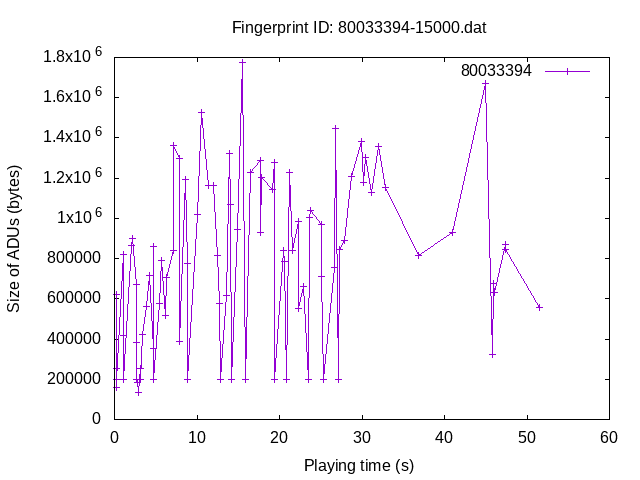 Fingerprint ID: 80033394-15000.dat
80033394
Size of ADUs (bytes)
1.8x10^6
1.6x10^6
1.4x10^6
1.2x10^6
1x10^6
800000
600000
400000
200000
0
0 10 20 30 40 50 60
Playing time (s)